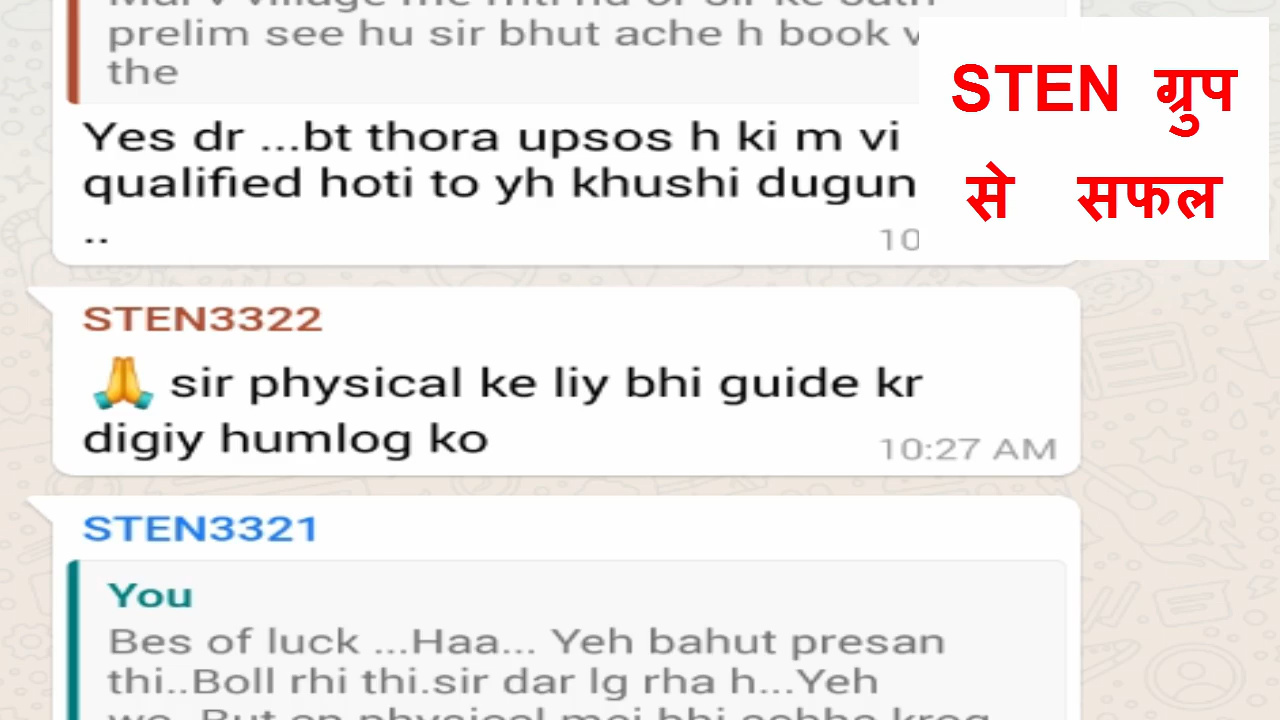 prelim see hu sir bhut ache h book
the
Yes dr ...bt thora upsos h ki m vi
qualified hoti to yh khushi dugun
..
10
STEN ग्रुप
से सफल
STEN3322
🙏 sir physical ke liy bhi guide kr
digiy humlog ko
10:27 AM
STEN3321
You
Bes of luck ...Haa... Yeh bahut presan
thi..Boll rhi thi.sir dar lg rha h...Yeh